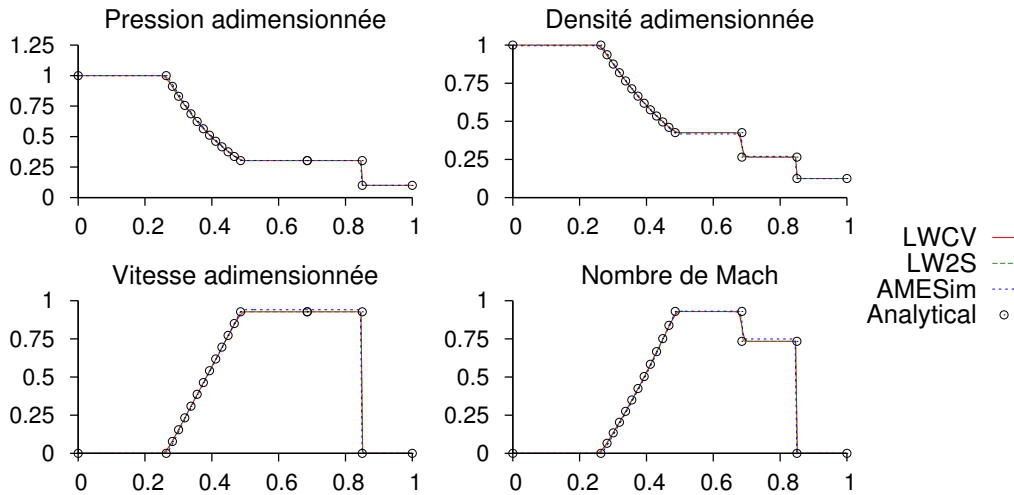 Pression adimensionnée
1.25
1
0.75
0.5
0.25
0
0 0.2 0.4 0.6 0.8 1
Densité adimensionnée
1
0.75
0.5
0.25
0
0 0.2 0.4 0.6 0.8 1
Vitesse adimensionnée
1
0.75
0.5
0.25
0
0 0.2 0.4 0.6 0.8 1
Nombre de Mach
1
0.75
0.5
0.25
0
0 0.2 0.4 0.6 0.8 1
LWCV
LW2S
AMESim
Analytical